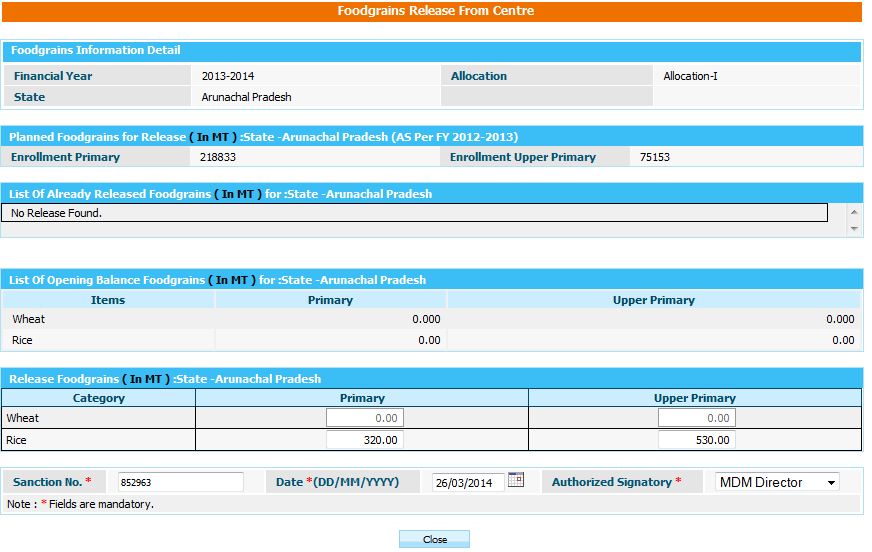 Foodgrains Release From Centre
Foodgrains Information Detail
Financial Year 2013-2014 Allocation Allocation-I
State Arunachal Pradesh
Planned Foodgrains for Release ( In MT ) :State -Arunachal Pradesh (AS Per FY 2012-2013)
Enrollment Primary 218833 Enrollment Upper Primary 75153
List Of Already Released Foodgrains ( In MT ) for :State -Arunachal Pradesh
No Release Found.
List Of Opening Balance Foodgrains ( In MT ) for :State -Arunachal Pradesh
Items Primary Upper Primary
Wheat 0.000 0.000
Rice 0.00 0.00
Release Foodgrains ( In MT ) :State -Arunachal Pradesh
Category Primary Upper Primary
Wheat 0.00 0.00
Rice 320.00 530.00
Sanction No. * 852963 Date *(DD/MM/YYYY) 26/03/2014 Authorized Signatory * MDM Director
Note : * Fields are mandatory.
Close